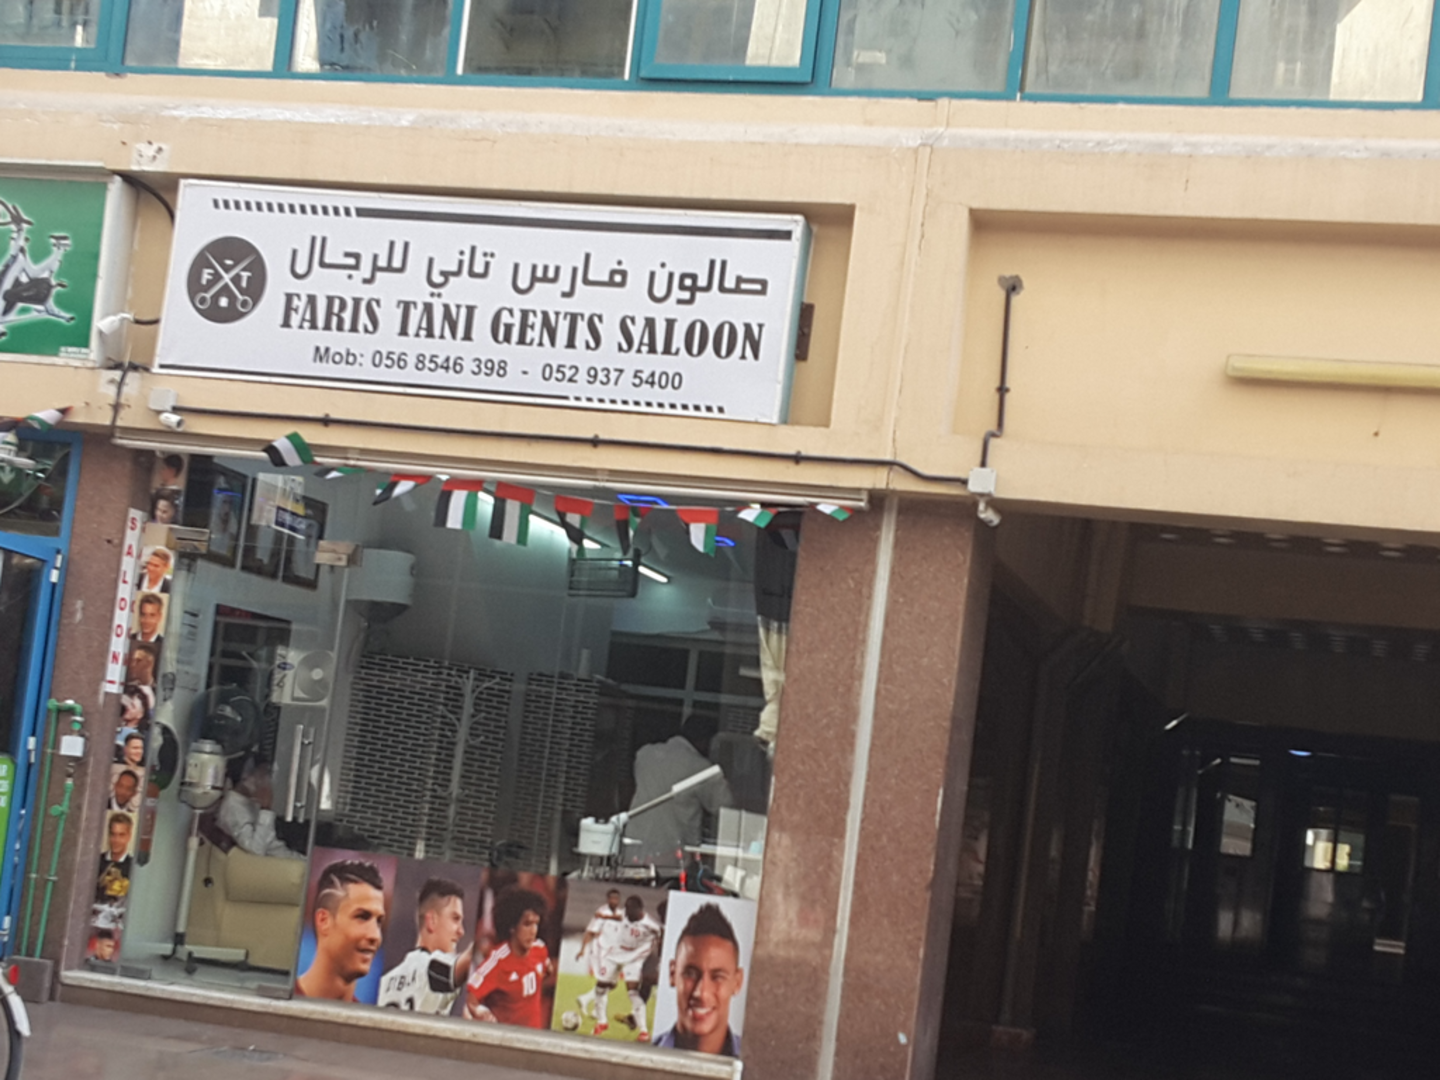 صالون فارس تاني للرجال
F T
FARIS TANI GENTS SALOON
Mob: 056 8546 398 - 052 937 5400
SALOON
10